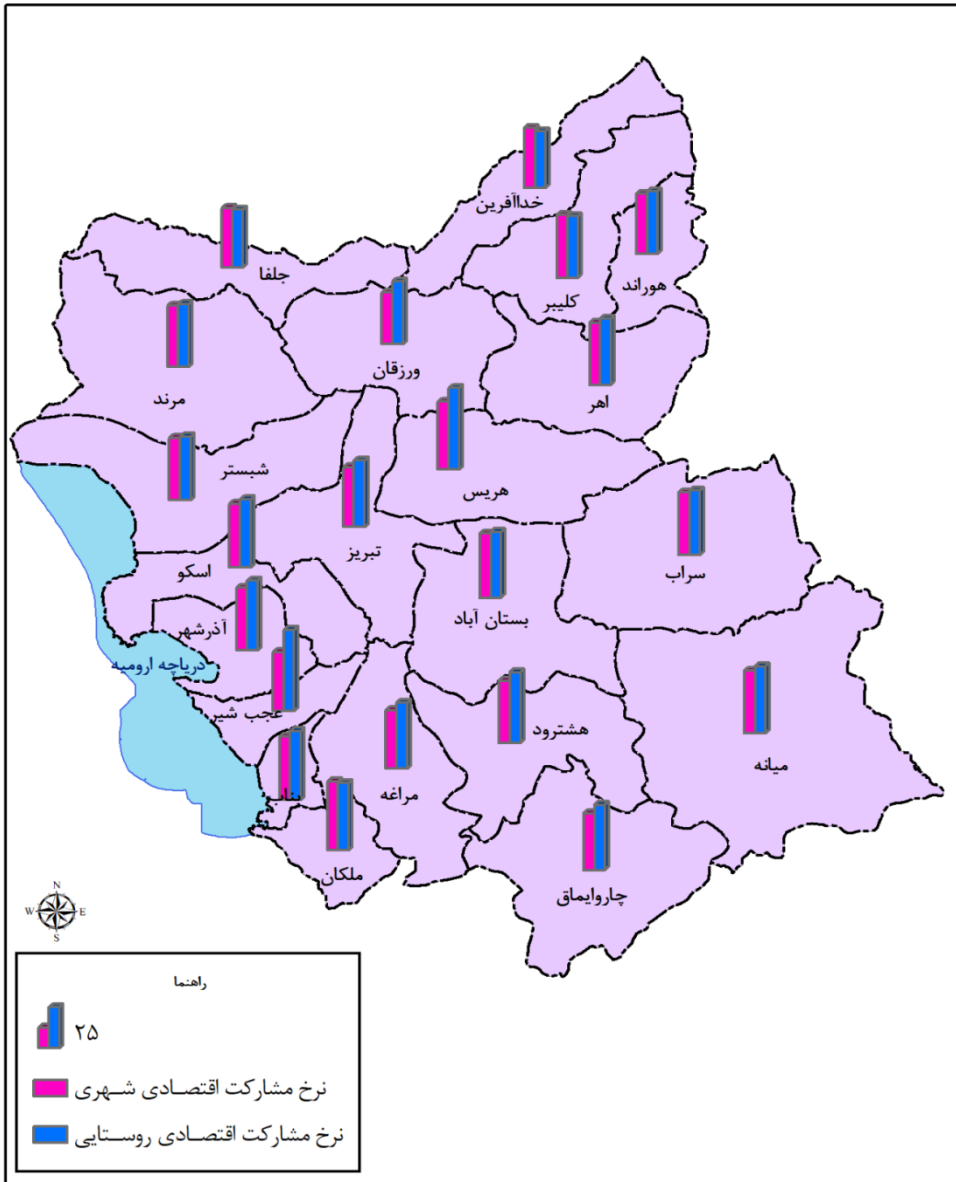 خداآفرین
جلفا
کلیبر
هوراند
ورزقان
مرند
اهر
شبستر
هریس
تبریز
اسکو
سراب
بستان آباد
آذرشهر
دریاچه ارومیه
عجب شیر
هشترود
میانه
مراغه
بناب
ملکان
چاروایماق
N
W E
S
راهنما
۲۵
نرخ مشارکت اقتصادی شهری
نرخ مشارکت اقتصادی روستایی